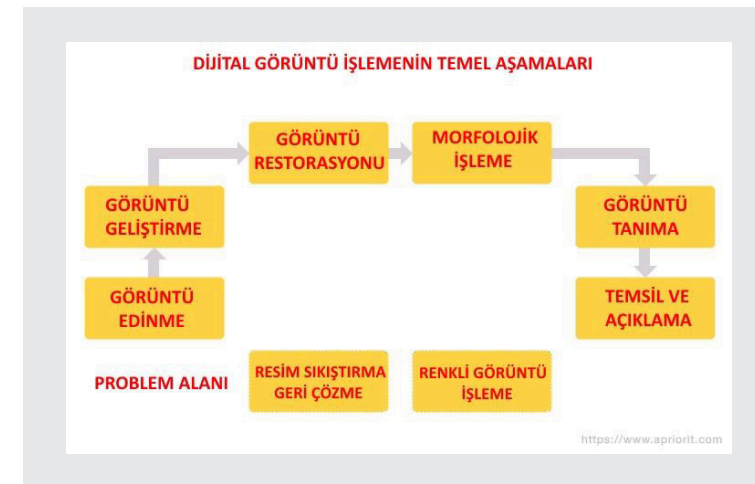 DİJİTAL GÖRÜNTÜ İŞLEMENİN TEMEL AŞAMALARI
GÖRÜNTÜ
RESTORASYONU
MORFOLOJİK
İŞLEME
GÖRÜNTÜ
GELİŞTİRME
GÖRÜNTÜ
TANIMA
GÖRÜNTÜ
EDİNME
TEMSİL VE
AÇIKLAMA
PROBLEM ALANI
RESİM SIKIŞTIRMA
GERİ ÇÖZME
RENKLİ GÖRÜNTÜ
İŞLEME
https://www.apriorit.com